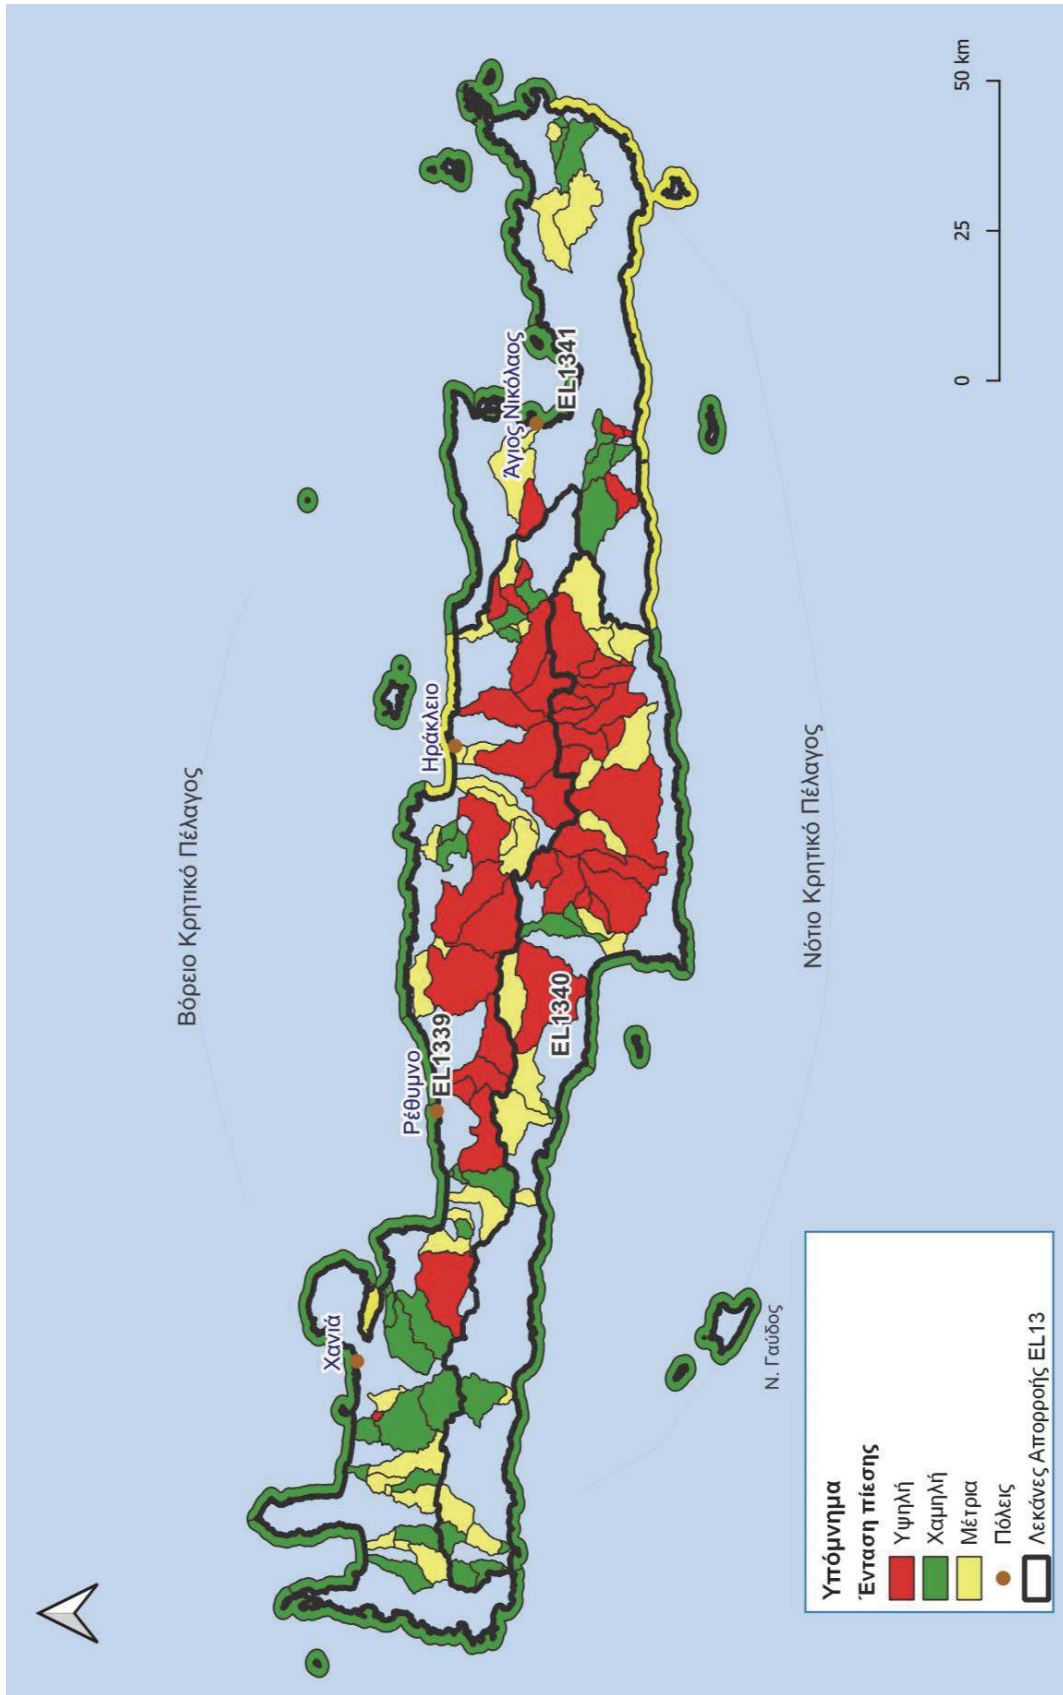 Βόρειο Κρητικό Πέλαγος
Χανιά
Ρέθυμνο
EL1339
Ηράκλειο
Άγιος Νικόλαος
EL1341
EL1340
Νότιο Κρητικό Πέλαγος
Ν. Γαύδος
Υπόμνημα
Ένταση πίεσης
Υψηλή
Χαμηλή
Μέτρια
Πόλεις
Λεκάνες Απορροής EL13
0 25 50 km